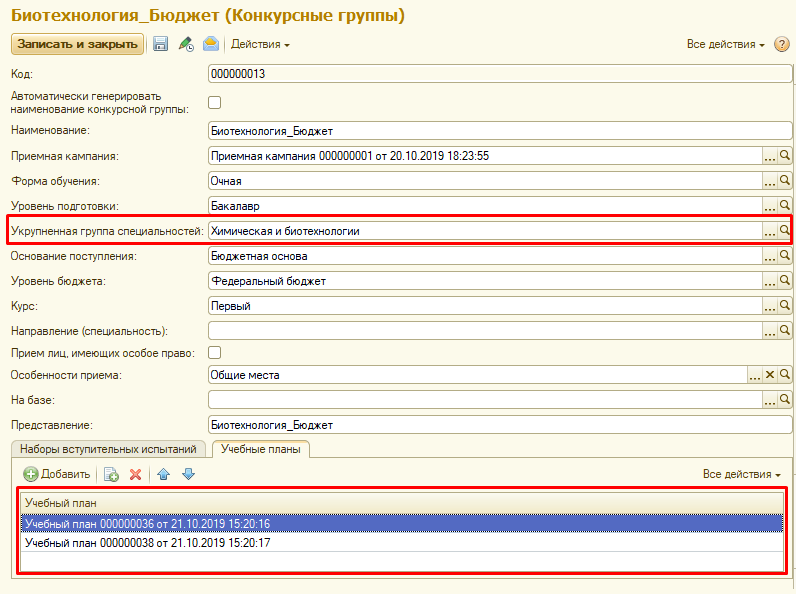 Биотехнология_Бюджет (Конкурсные группы)
Записать и закрыть Действия Все действия ?
Код: 000000013
Автоматически генерировать
наименование конкурсной группы:
Наименование: Биотехнология_Бюджет
Приемная кампания: Приемная кампания 000000001 от 20.10.2019 18:23:55 ...
Форма обучения: Очная ...
Уровень подготовки: Бакалавр ...
Укрупненная группа специальностей: Химическая и биотехнологии ...
Основание поступления: Бюджетная основа ...
Уровень бюджета: Федеральный бюджет ...
Курс: Первый ...
Направление (специальность): ...
Прием лиц, имеющих особое право:
Особенности приема: Общие места ...
На базе: ...
Представление: Биотехнология_Бюджет
Наборы вступительных испытаний Учебные планы
Добавить Все действия
Учебный план
Учебный план 000000036 от 21.10.2019 15:20:16
Учебный план 000000038 от 21.10.2019 15:20:17